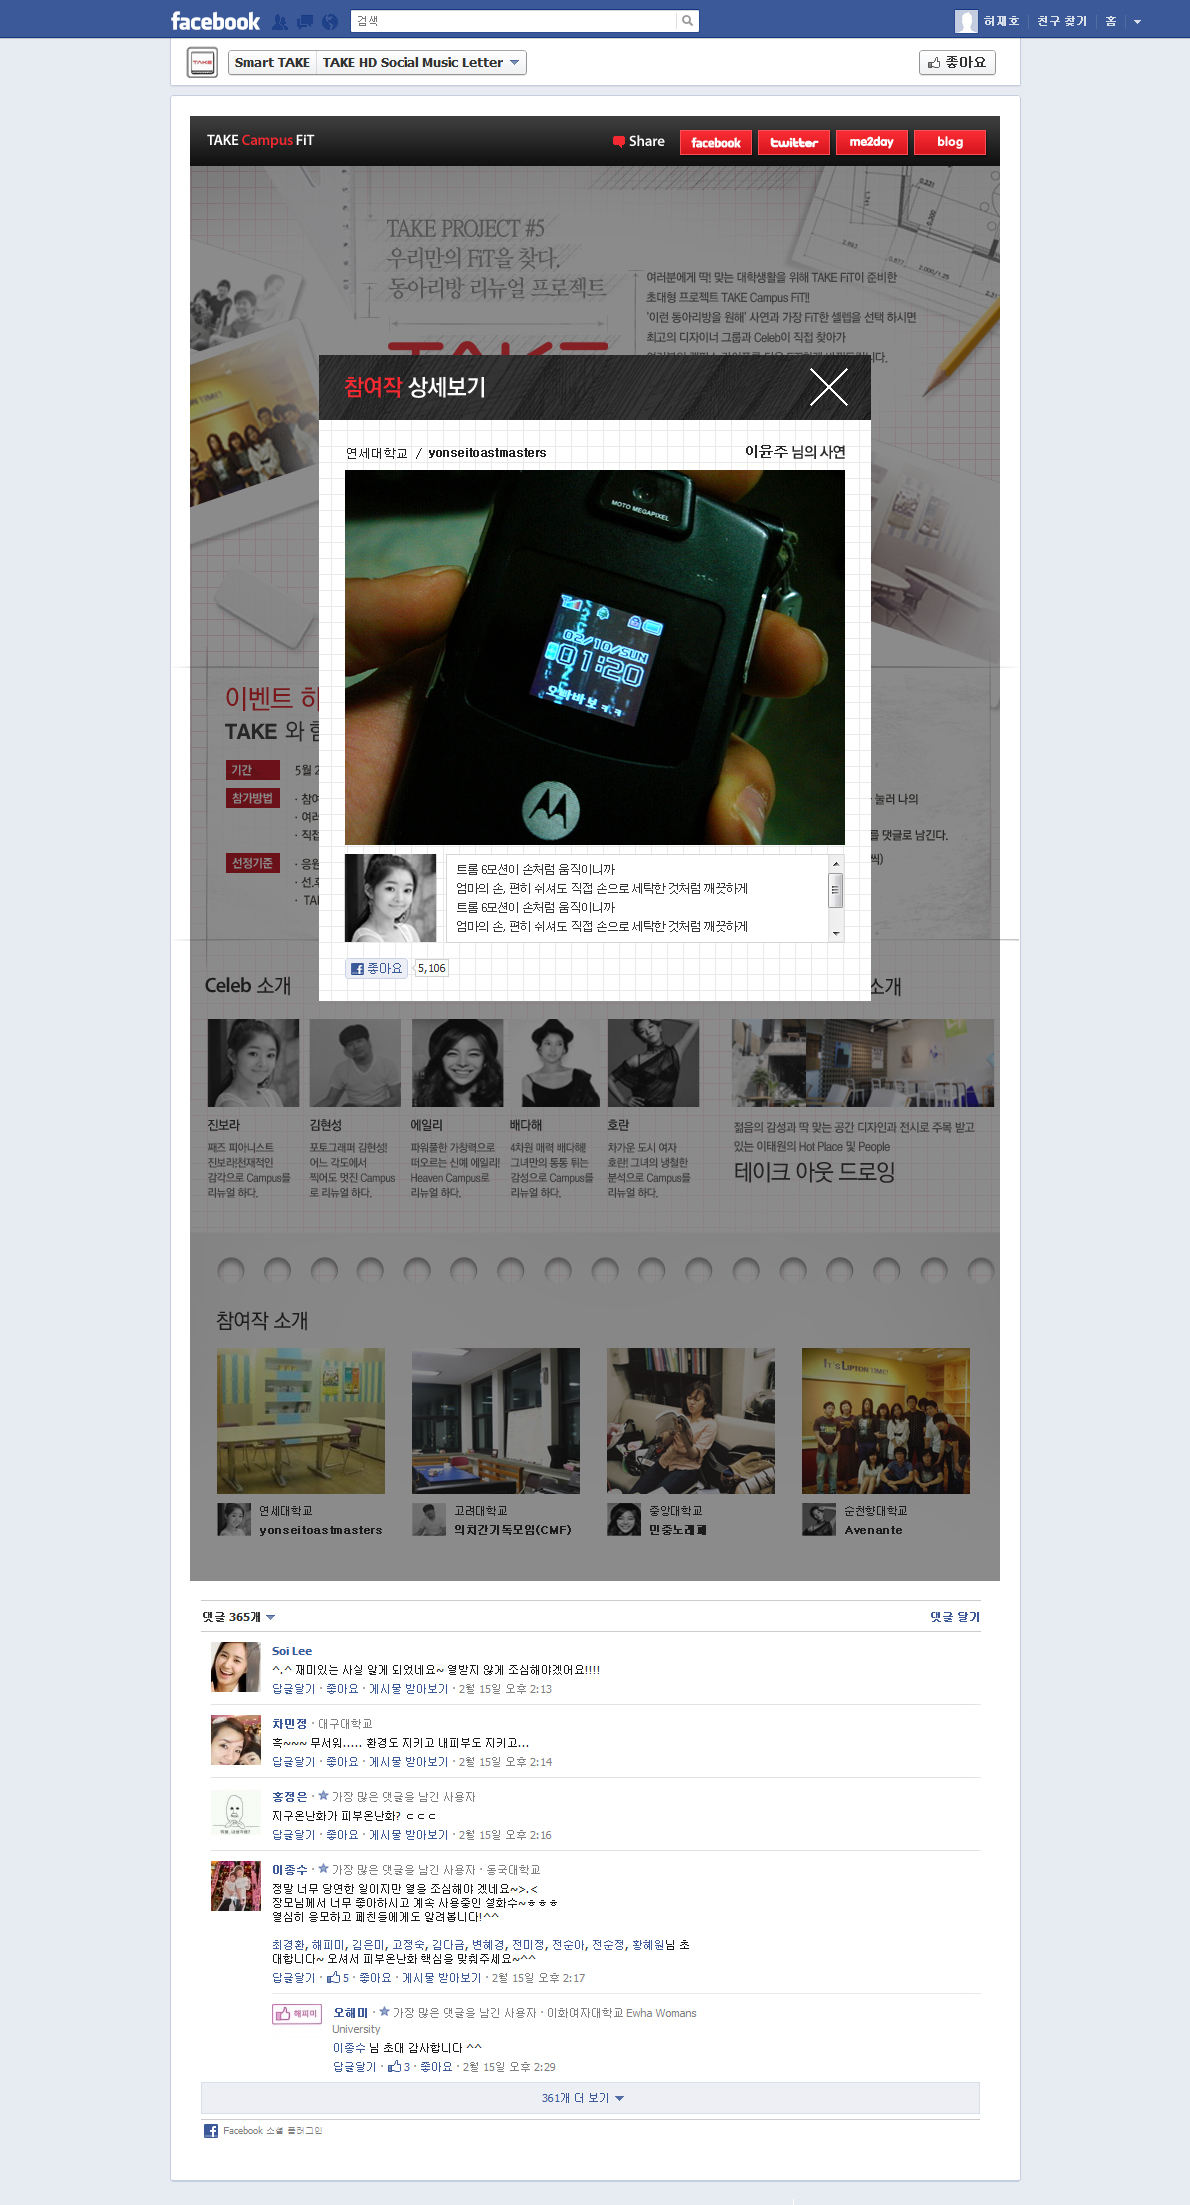 facebook
검색
허재호
친구 찾기
홈
Smart TAKE
TAKE HD Social Music Letter
좋아요
TAKE Campus FiT
Share
facebook
twitter
me2day
blog
TAKE PROJECT #5
우리만의 FiT을 찾다.
동아리방 리뉴얼 프로젝트
여러분에게 딱! 맞는 대학생활을 위해 TAKE FiT이 준비한
초대형 프로젝트 TAKE Campus FiT!!
'이런 동아리방을 원해' 사연과 가장 FiT한 셀렙을 선택 하시면
최고의 디자이너 그룹과 Celeb이 직접 찾아가
TAKE
참여작 상세보기
연세대학교 / yonseitoastmasters
이윤주 님의 사연
MOTO MEGAPIXEL
02/10/SUN
01:20
오빠바보ㅋㅋ
이벤트 하
TAKE 와 함
기간
5월 2
참가방법
· 참여
· 여러
· 직접
눌러 나의
를 댓글로 남긴다.
선정기준
· 응원
· 선.후
· TAK
씩)
트롬 6모션이 손처럼 움직이니까
엄마의 손, 편히 쉬셔도 직접 손으로 세탁한 것처럼 깨끗하게
트롬 6모션이 손처럼 움직이니까
엄마의 손, 편히 쉬셔도 직접 손으로 세탁한 것처럼 깨끗하게
좋아요
5,106
Celeb 소개
소개
진보라
째즈 피아니스트
진보라!천재적인
감각으로 Campus를
리뉴얼 하다.
김현성
포토그래퍼 김현성!
어느 각도에서
찍어도 멋진 Campus
로 리뉴얼 하다.
에일리
파워풀한 가창력으로
떠오르는 신예 에일리!
Heaven Campus로
리뉴얼 하다.
배다해
4차원 매력 배다해!
그녀만의 통통 튀는
감성으로 Campus를
리뉴얼 하다.
호란
차가운 도시 여자
호란! 그녀의 냉철한
분석으로 Campus를
리뉴얼 하다.
젊음의 감성과 딱 맞는 공간 디자인과 전시로 주목 받고
있는 이태원의 Hot Place 및 People
테이크 아웃 드로잉
참여작 소개
IT'S LIPTON TIME!
연세대학교
yonseitoastmasters
고려대학교
의치간기독모임(CMF)
중앙대학교
민중노래패
순천향대학교
Avenante
댓글 365개
댓글 달기
Soi Lee
^.^ 재미있는 사실 알게 되었네요~ 열받지 않게 조심해야겠어요!!!!
답글달기 · 좋아요 · 게시물 받아보기 · 2월 15일 오후 2:13
차민정 · 대구대학교
흑~~~ 무서워..... 환경도 지키고 내피부도 지키고...
답글달기 · 좋아요 · 게시물 받아보기 · 2월 15일 오후 2:14
홍정은 · 가장 많은 댓글을 남긴 사용자
지구온난화가 피부온난화? ㄷㄷㄷ
답글달기 · 좋아요 · 게시물 받아보기 · 2월 15일 오후 2:16
이종수 · 가장 많은 댓글을 남긴 사용자 · 동국대학교
정말 너무 당연한 일이지만 열을 조심해야 겠네요~>.<
장모님께서 너무 좋아하시고 계속 사용중인 설화수~ㅎㅎㅎ
열심히 응모하고 페친들에게도 알려봅니다!^^
최경환, 해피미, 김은미, 고정숙, 김다금, 변혜경, 전미정, 전순아, 전순정, 황혜원님 초
대합니다~ 오셔서 피부온난화 핵심을 맞춰주세요~^^
답글달기 · 5 · 좋아요 · 게시물 받아보기 · 2월 15일 오후 2:17
해피미
오혜미 · 가장 많은 댓글을 남긴 사용자 · 이화여자대학교 Ewha Womans
University
이종수 님 초대 감사합니다 ^^
답글달기 · 3 · 좋아요 · 2월 15일 오후 2:29
361개 더 보기
Facebook 소셜 플러그인